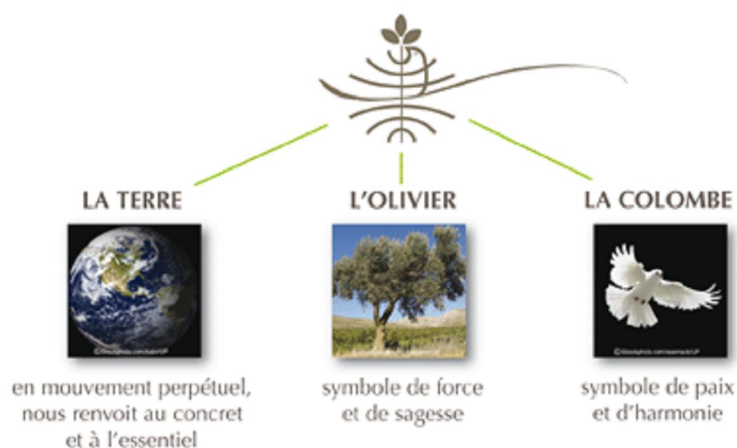 LA TERRE
L'OLIVIER
LA COLOMBE
en mouvement perpétuel,
nous renvoit au concret
et à l'essentiel
symbole de force
et de sagesse
symbole de paix
et d'harmonie